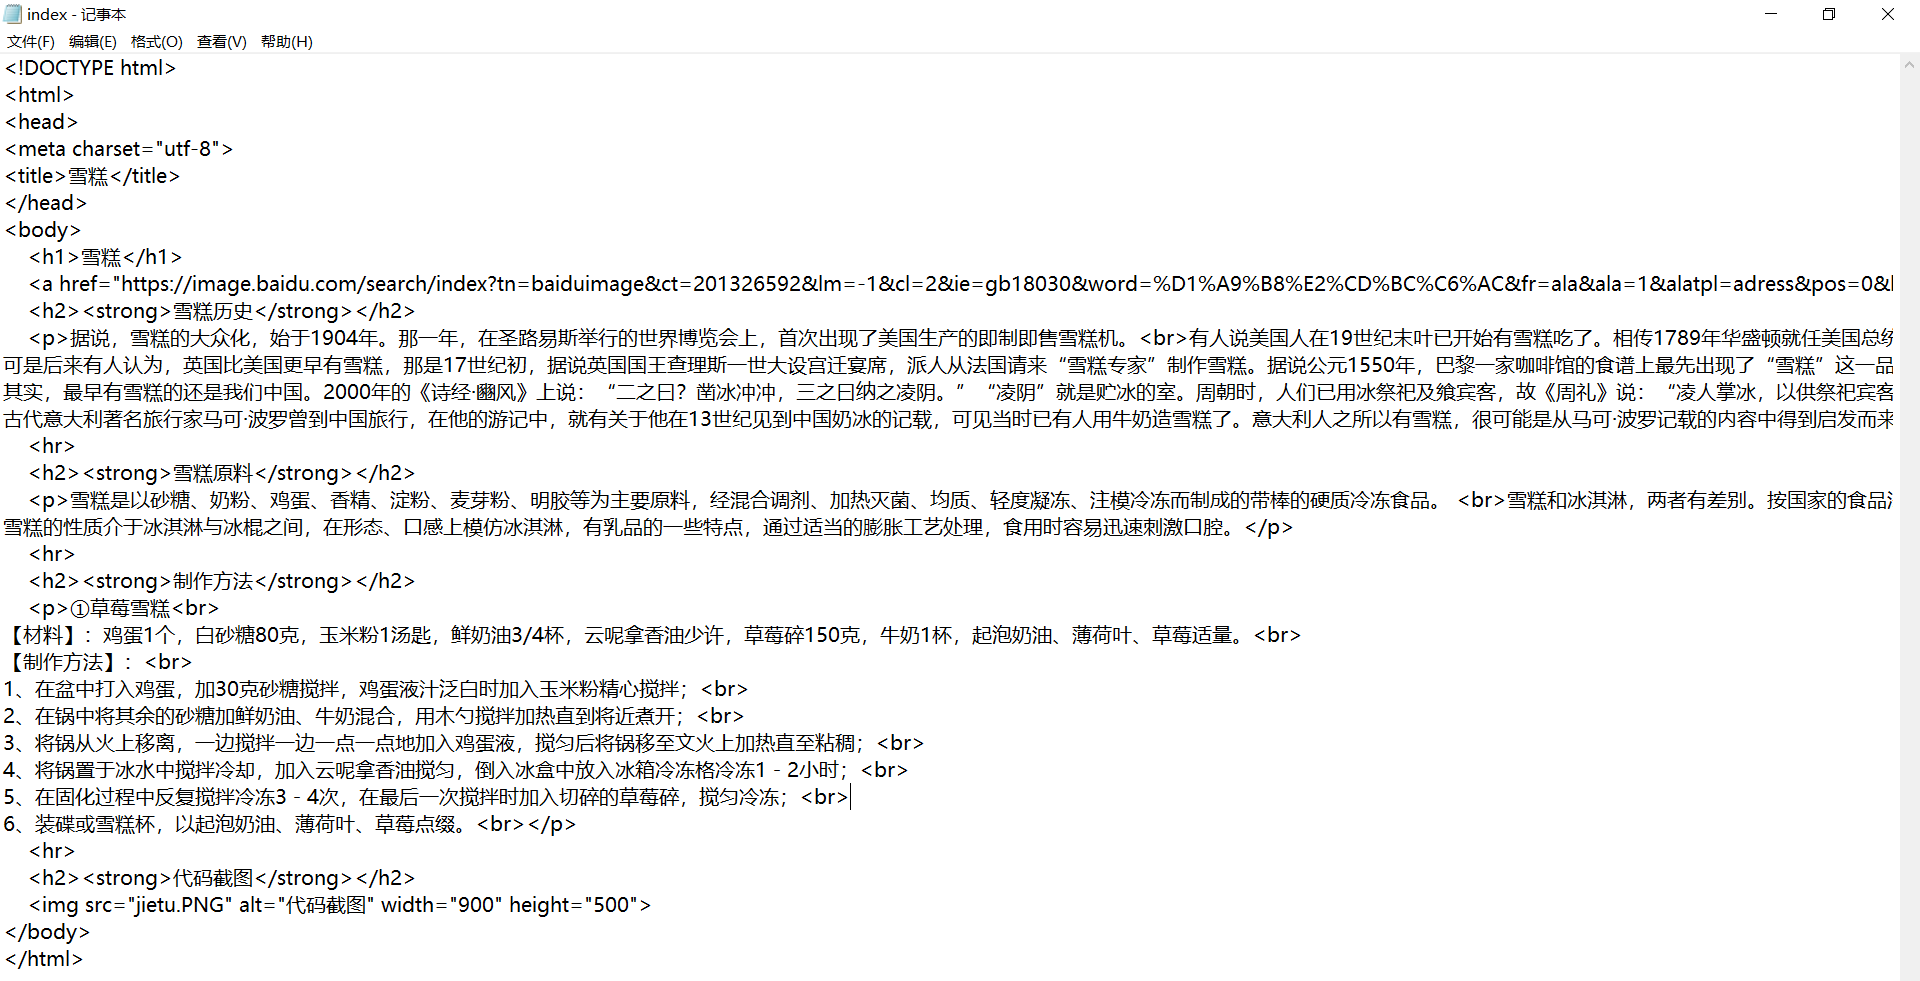 index - 记事本
文件(F) 编辑(E) 格式(O) 查看(V) 帮助(H)
<!DOCTYPE html>
<html>
<head>
<meta charset="utf-8">
<title>雪糕</title>
</head>
<body>
<h1>雪糕</h1>
<a href="https://image.baidu.com/search/index?tn=baiduimage&ct=201326592&lm=-1&cl=2&ie=gb18030&word=%D1%A9%B8%E2%CD%BC%C6%AC&fr=ala&ala=1&alatpl=adress&pos=0&
<h2><strong>雪糕历史</strong></h2>
<p>据说，雪糕的大众化，始于1904年。那一年，在圣路易斯举行的世界博览会上，首次出现了美国生产的即制即售雪糕机。<br>有人说美国人在19世纪末叶已开始有雪糕吃了。相传1789年华盛顿就任美国总统
可是后来有人认为，英国比美国更早有雪糕，那是17世纪初，据说英国国王查理斯一世大设宫迁宴席，派人从法国请来“雪糕专家”制作雪糕。据说公元1550年，巴黎一家咖啡馆的食谱上最先出现了“雪糕”这一品
其实，最早有雪糕的还是我们中国。2000年的《诗经·豳风》上说：“二之曰？凿冰冲冲，三之曰纳之凌阴。”“凌阴”就是贮冰的室。周朝时，人们已用冰祭祀及飨宾客，故《周礼》说：“凌人掌冰，以供祭祀宾客
古代意大利著名旅行家马可·波罗曾到中国旅行，在他的游记中，就有关于他在13世纪见到中国奶冰的记载，可见当时已有人用牛奶造雪糕了。意大利人之所以有雪糕，很可能是从马可·波罗记载的内容中得到启发而来
<hr>
<h2><strong>雪糕原料</strong></h2>
<p>雪糕是以砂糖、奶粉、鸡蛋、香精、淀粉、麦芽粉、明胶等为主要原料，经混合调剂、加热灭菌、均质、轻度凝冻、注模冷冻而制成的带棒的硬质冷冻食品。 <br>雪糕和冰淇淋，两者有差别。按国家的食品
雪糕的性质介于冰淇淋与冰棍之间，在形态、口感上模仿冰淇淋，有乳品的一些特点，通过适当的膨胀工艺处理，食用时容易迅速刺激口腔。</p>
<hr>
<h2><strong>制作方法</strong></h2>
<p>①草莓雪糕<br>
【材料】：鸡蛋1个，白砂糖80克，玉米粉1汤匙，鲜奶油3/4杯，云呢拿香油少许，草莓碎150克，牛奶1杯，起泡奶油、薄荷叶、草莓适量。<br>
【制作方法】：<br>
1、在盆中打入鸡蛋，加30克砂糖搅拌，鸡蛋液汁泛白时加入玉米粉精心搅拌；<br>
2、在锅中将其余的砂糖加鲜奶油、牛奶混合，用木勺搅拌加热直到将近煮开；<br>
3、将锅从火上移离，一边搅拌一边一点一点地加入鸡蛋液，搅匀后将锅移至文火上加热直至粘稠；<br>
4、将锅置于冰水中搅拌冷却，加入云呢拿香油搅匀，倒入冰盒中放入冰箱冷冻格冷冻1－2小时；<br>
5、在固化过程中反复搅拌冷冻3－4次，在最后一次搅拌时加入切碎的草莓碎，搅匀冷冻；<br>
6、装碟或雪糕杯，以起泡奶油、薄荷叶、草莓点缀。<br></p>
<hr>
<h2><strong>代码截图</strong></h2>
<img src="jietu.PNG" alt="代码截图" width="900" height="500">
</body>
</html>